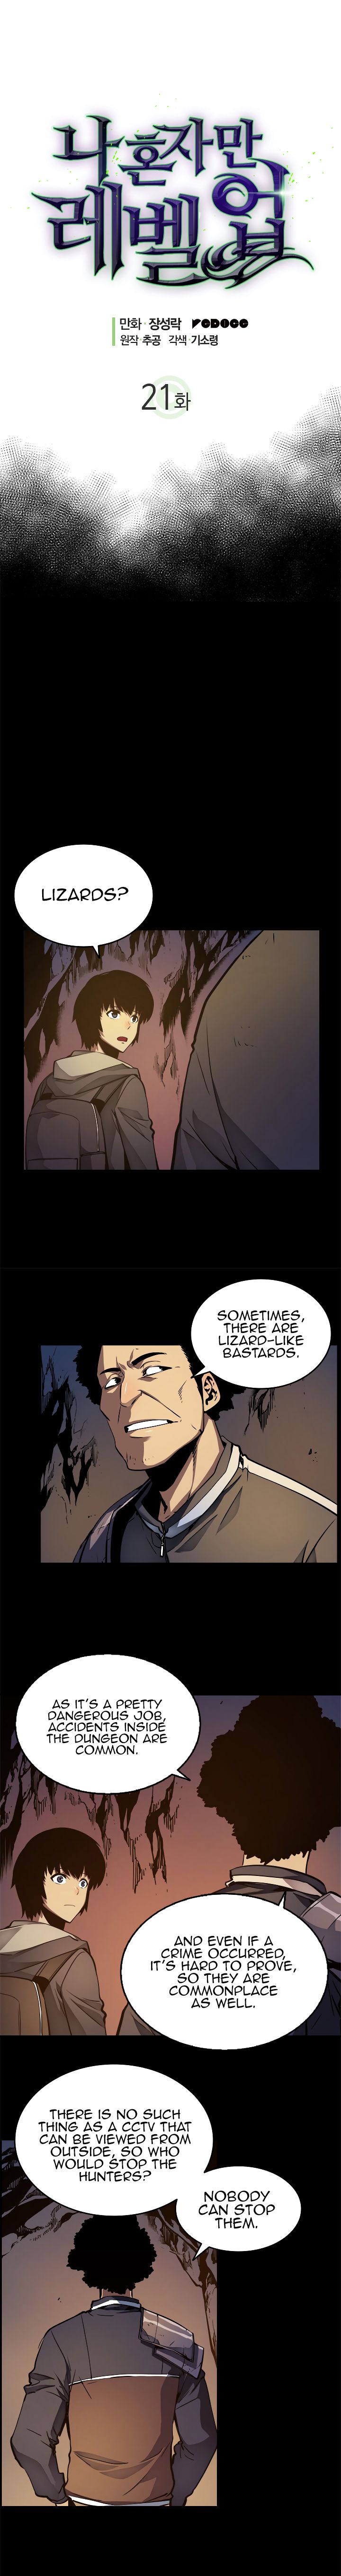 나 혼자만
레벨업
만화·장성락 REDICE
원작·추공 각색·기소령
21화
LIZARDS?
SOMETIMES,
THERE ARE
LIZARD-LIKE
BASTARDS.
AS IT'S A PRETTY
DANGEROUS JOB,
ACCIDENTS INSIDE
THE DUNGEON ARE
COMMON.
AND EVEN IF A
CRIME OCCURRED,
IT'S HARD TO PROVE,
SO THEY ARE
COMMONPLACE
AS WELL.
THERE IS NO SUCH
THING AS A CCTV THAT
CAN BE VIEWED FROM
OUTSIDE, SO WHO
WOULD STOP THE
HUNTERS?
NOBODY
CAN STOP
THEM.